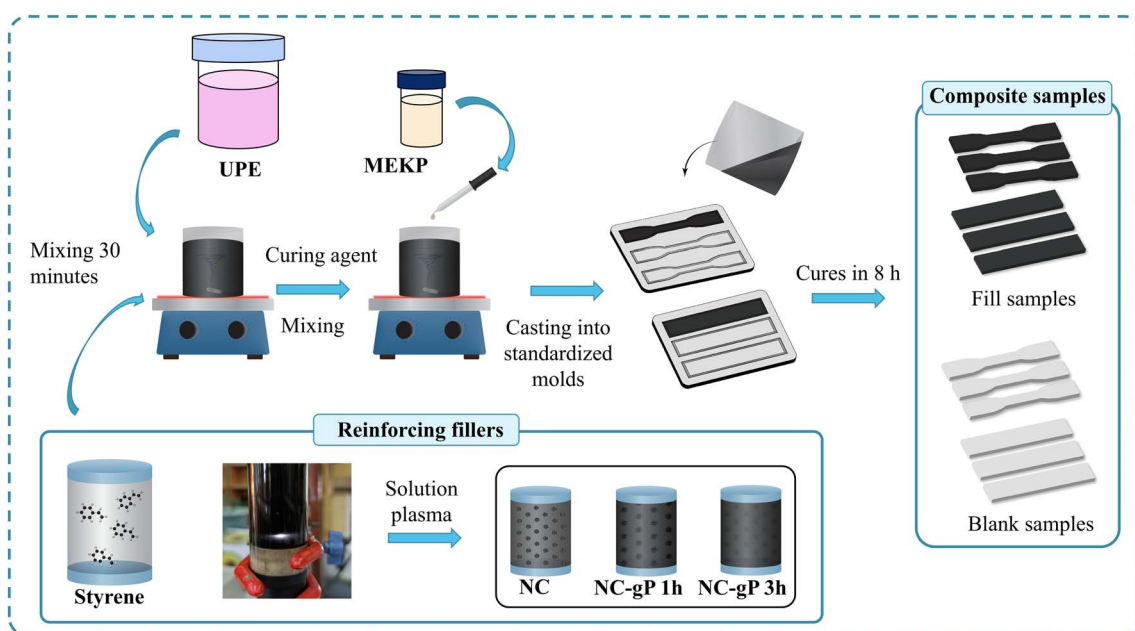 UPE
MEKP
Mixing 30
minutes
Curing agent
Mixing
Casting into
standardized
molds
Cures in 8 h
Composite samples
Fill samples
Blank samples
Reinforcing fillers
Styrene
Solution
plasma
NC
NC-gP 1h
NC-gP 3h